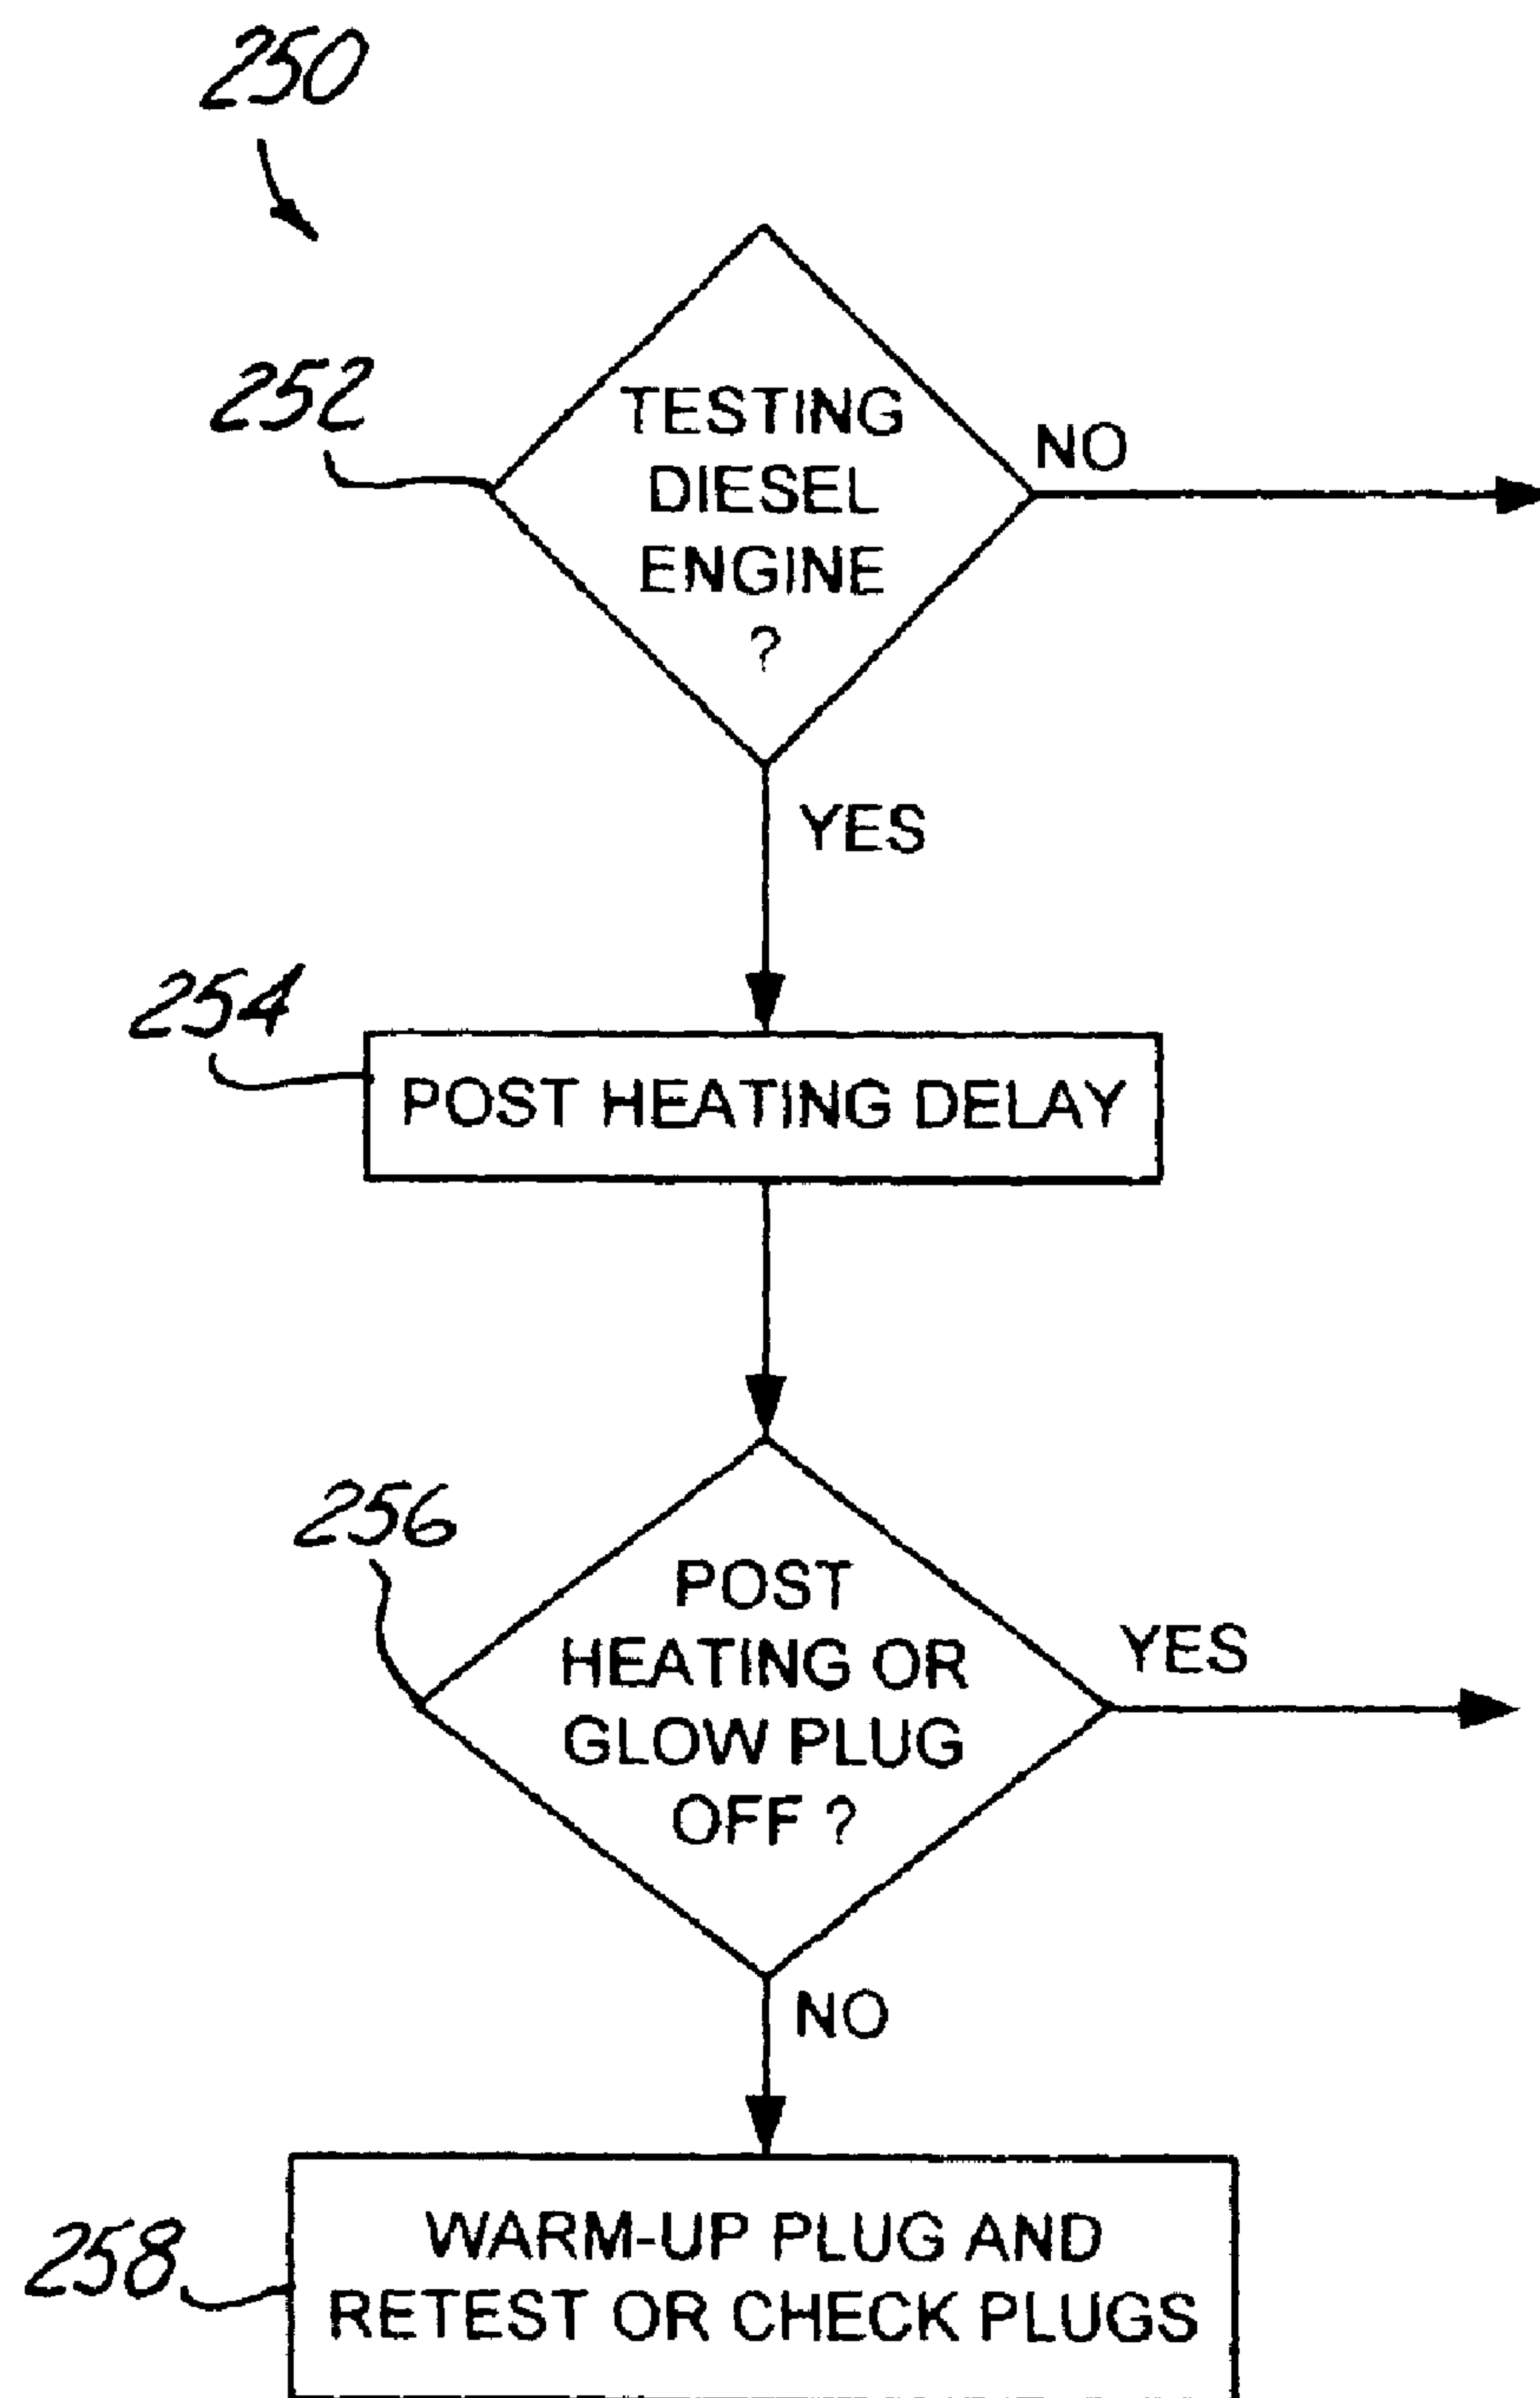 250
252
TESTING
DIESEL
ENGINE
?
NO
YES
254
POST HEATING DELAY
256
POST
HEATING OR
GLOW PLUG
OFF ?
YES
NO
258
WARM-UP PLUG AND
RETEST OR CHECK PLUGS